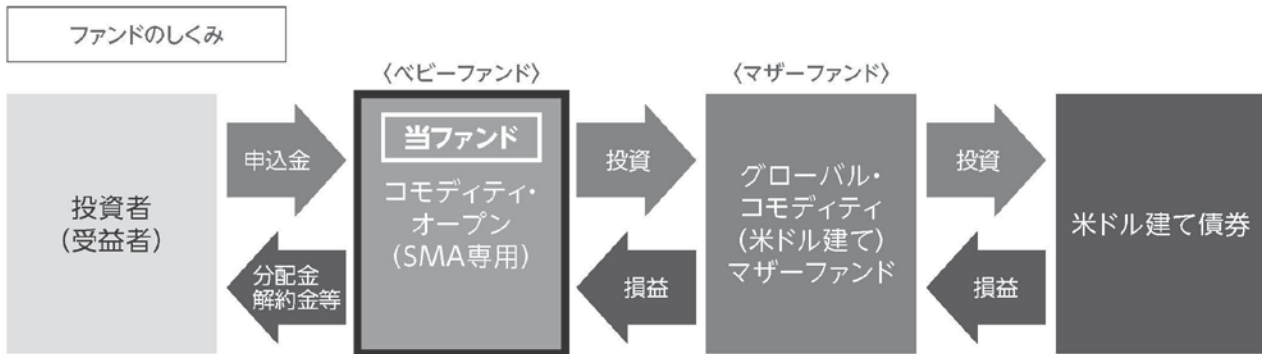 ファンドのしくみ
〈ベビーファンド〉
〈マザーファンド〉
投資者
(受益者)
申込金
分配金
解約金等
当ファンド
コモディティ・
オープン
(SMA専用)
投資
損益
グローバル・
コモディティ
(米ドル建て)
マザーファンド
投資
損益
米ドル建て債券